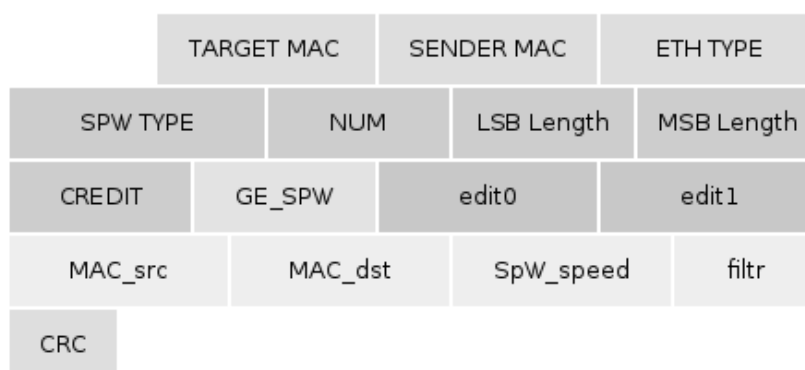 TARGET MAC SENDER MAC ETH TYPE
SPW TYPE NUM LSB Length MSB Length
CREDIT GE_SPW edit0 edit1
MAC_src MAC_dst SpW_speed filtr
CRC